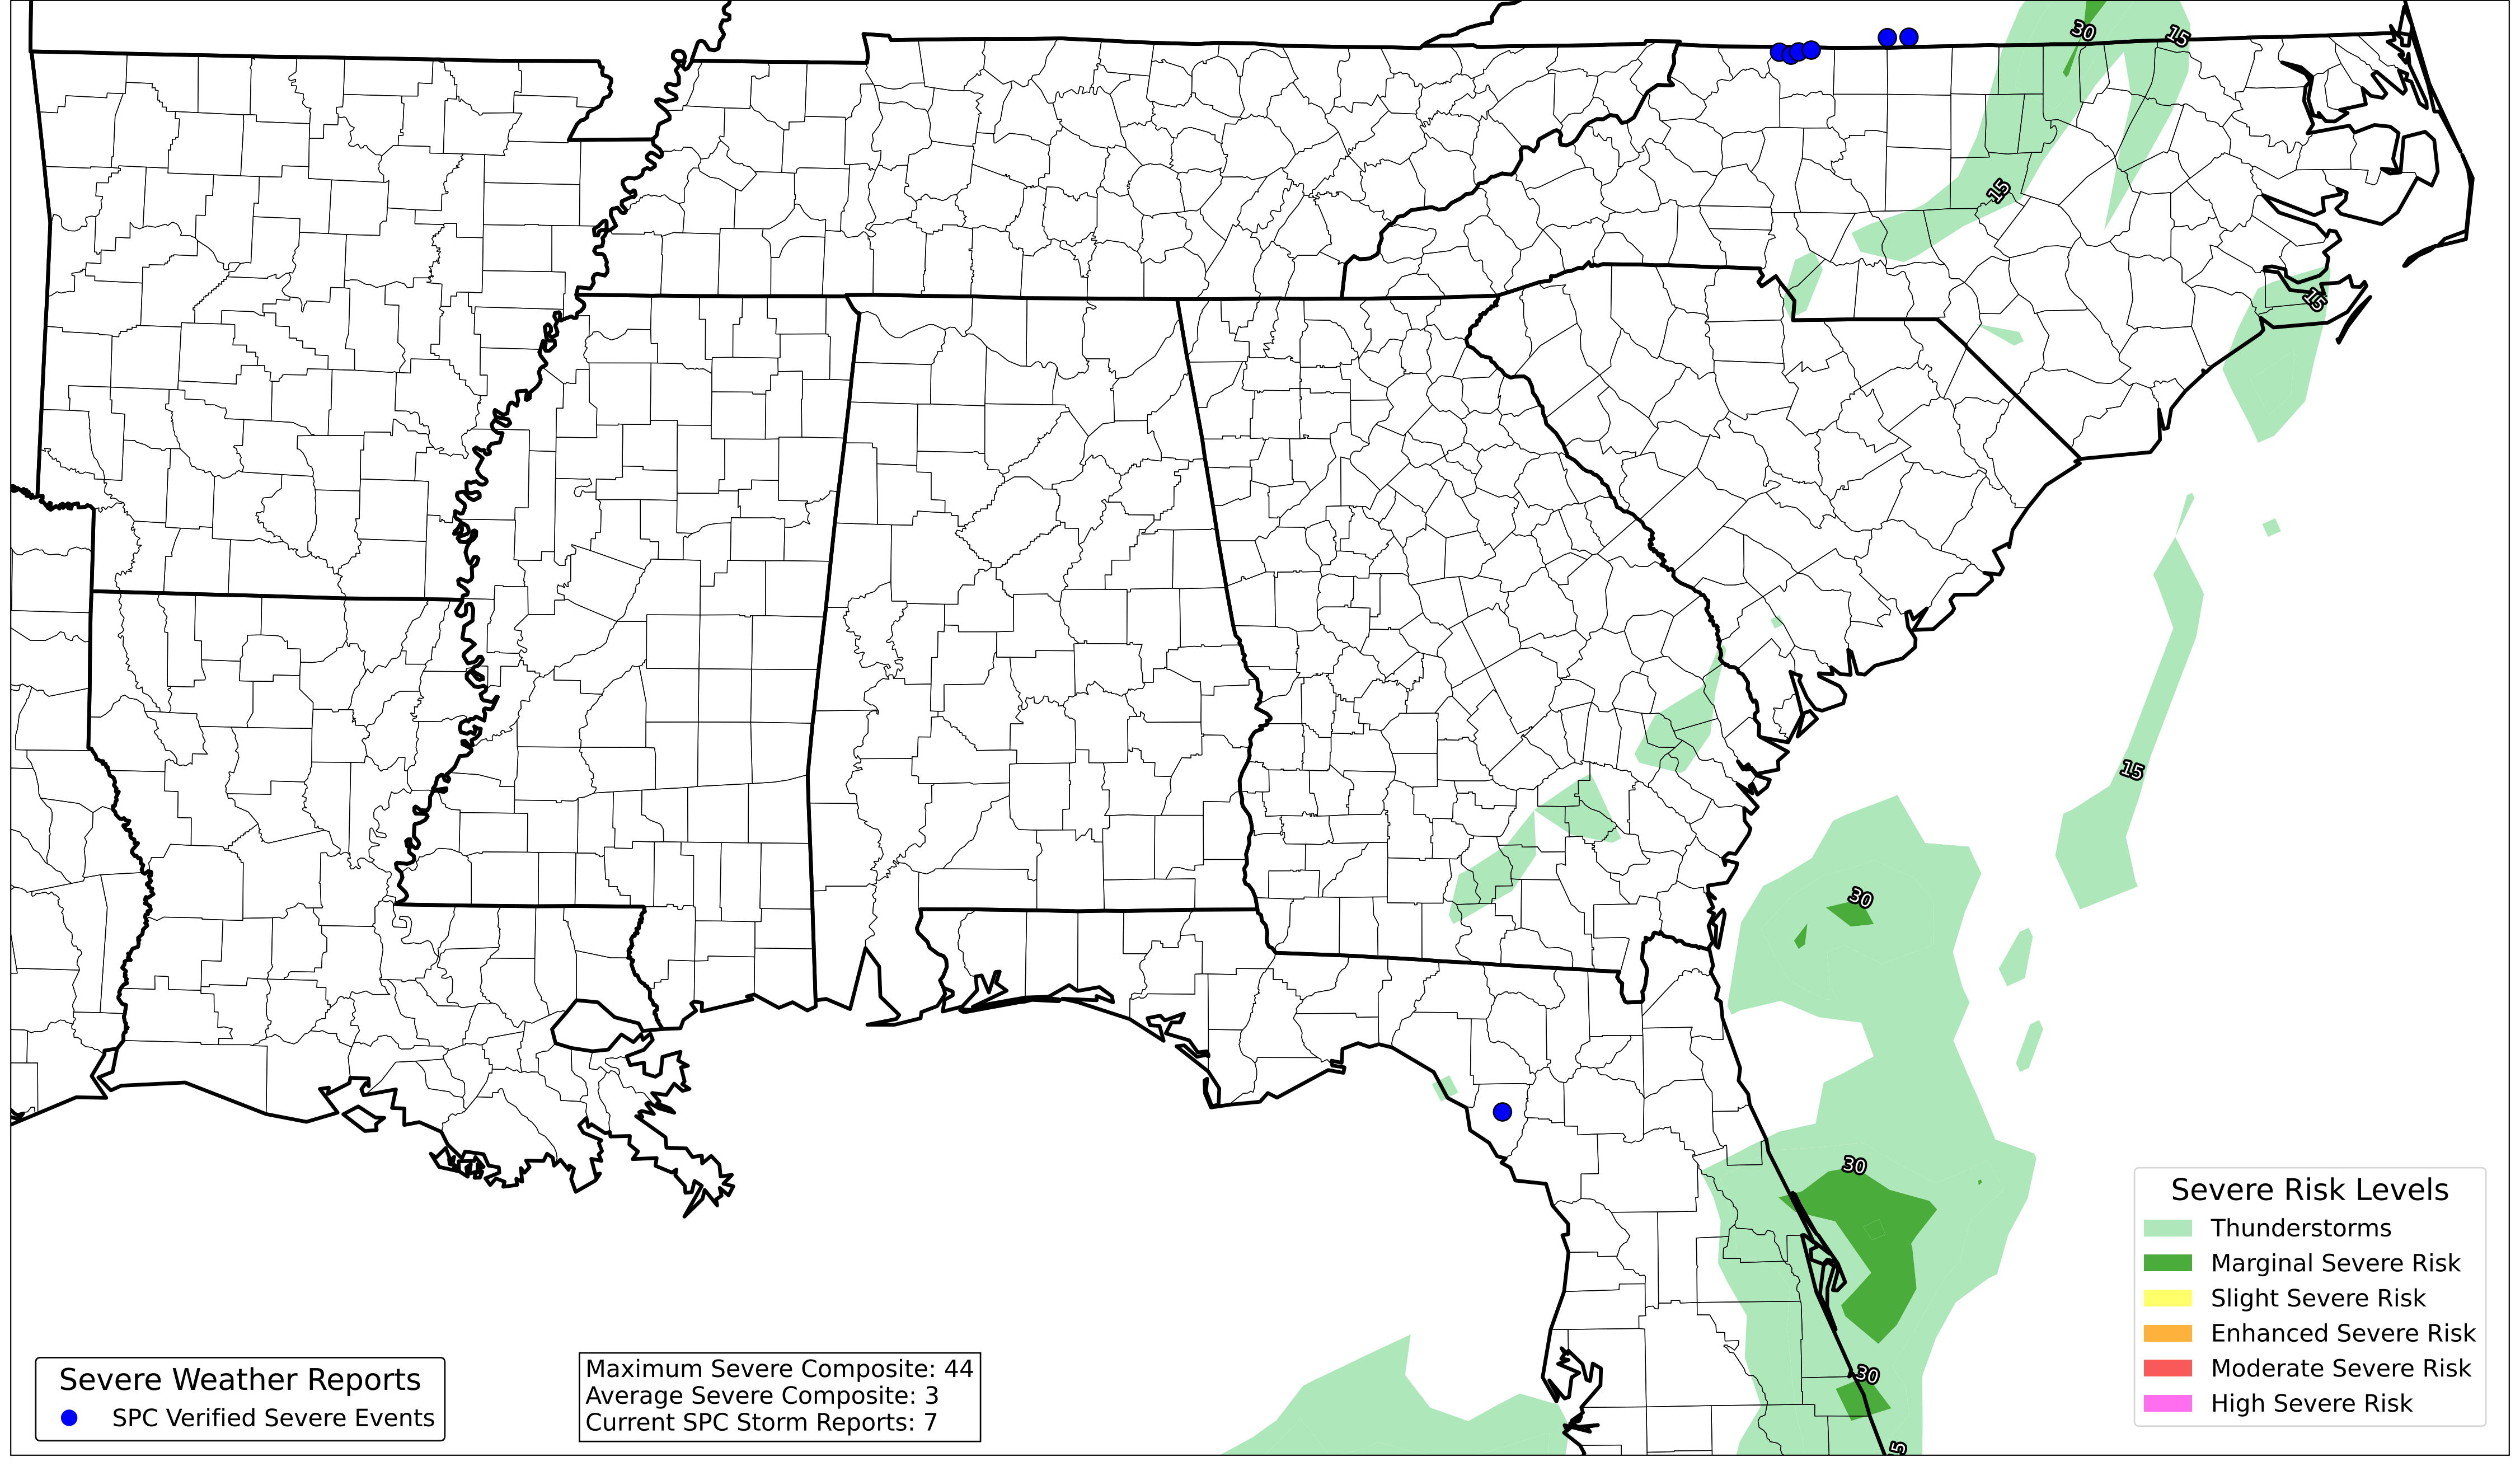 30
15
15
15
15
30
30
30
5
Severe Risk Levels
Thunderstorms
Marginal Severe Risk
Slight Severe Risk
Enhanced Severe Risk
Moderate Severe Risk
High Severe Risk
Severe Weather Reports
SPC Verified Severe Events
Maximum Severe Composite: 44
Average Severe Composite: 3
Current SPC Storm Reports: 7